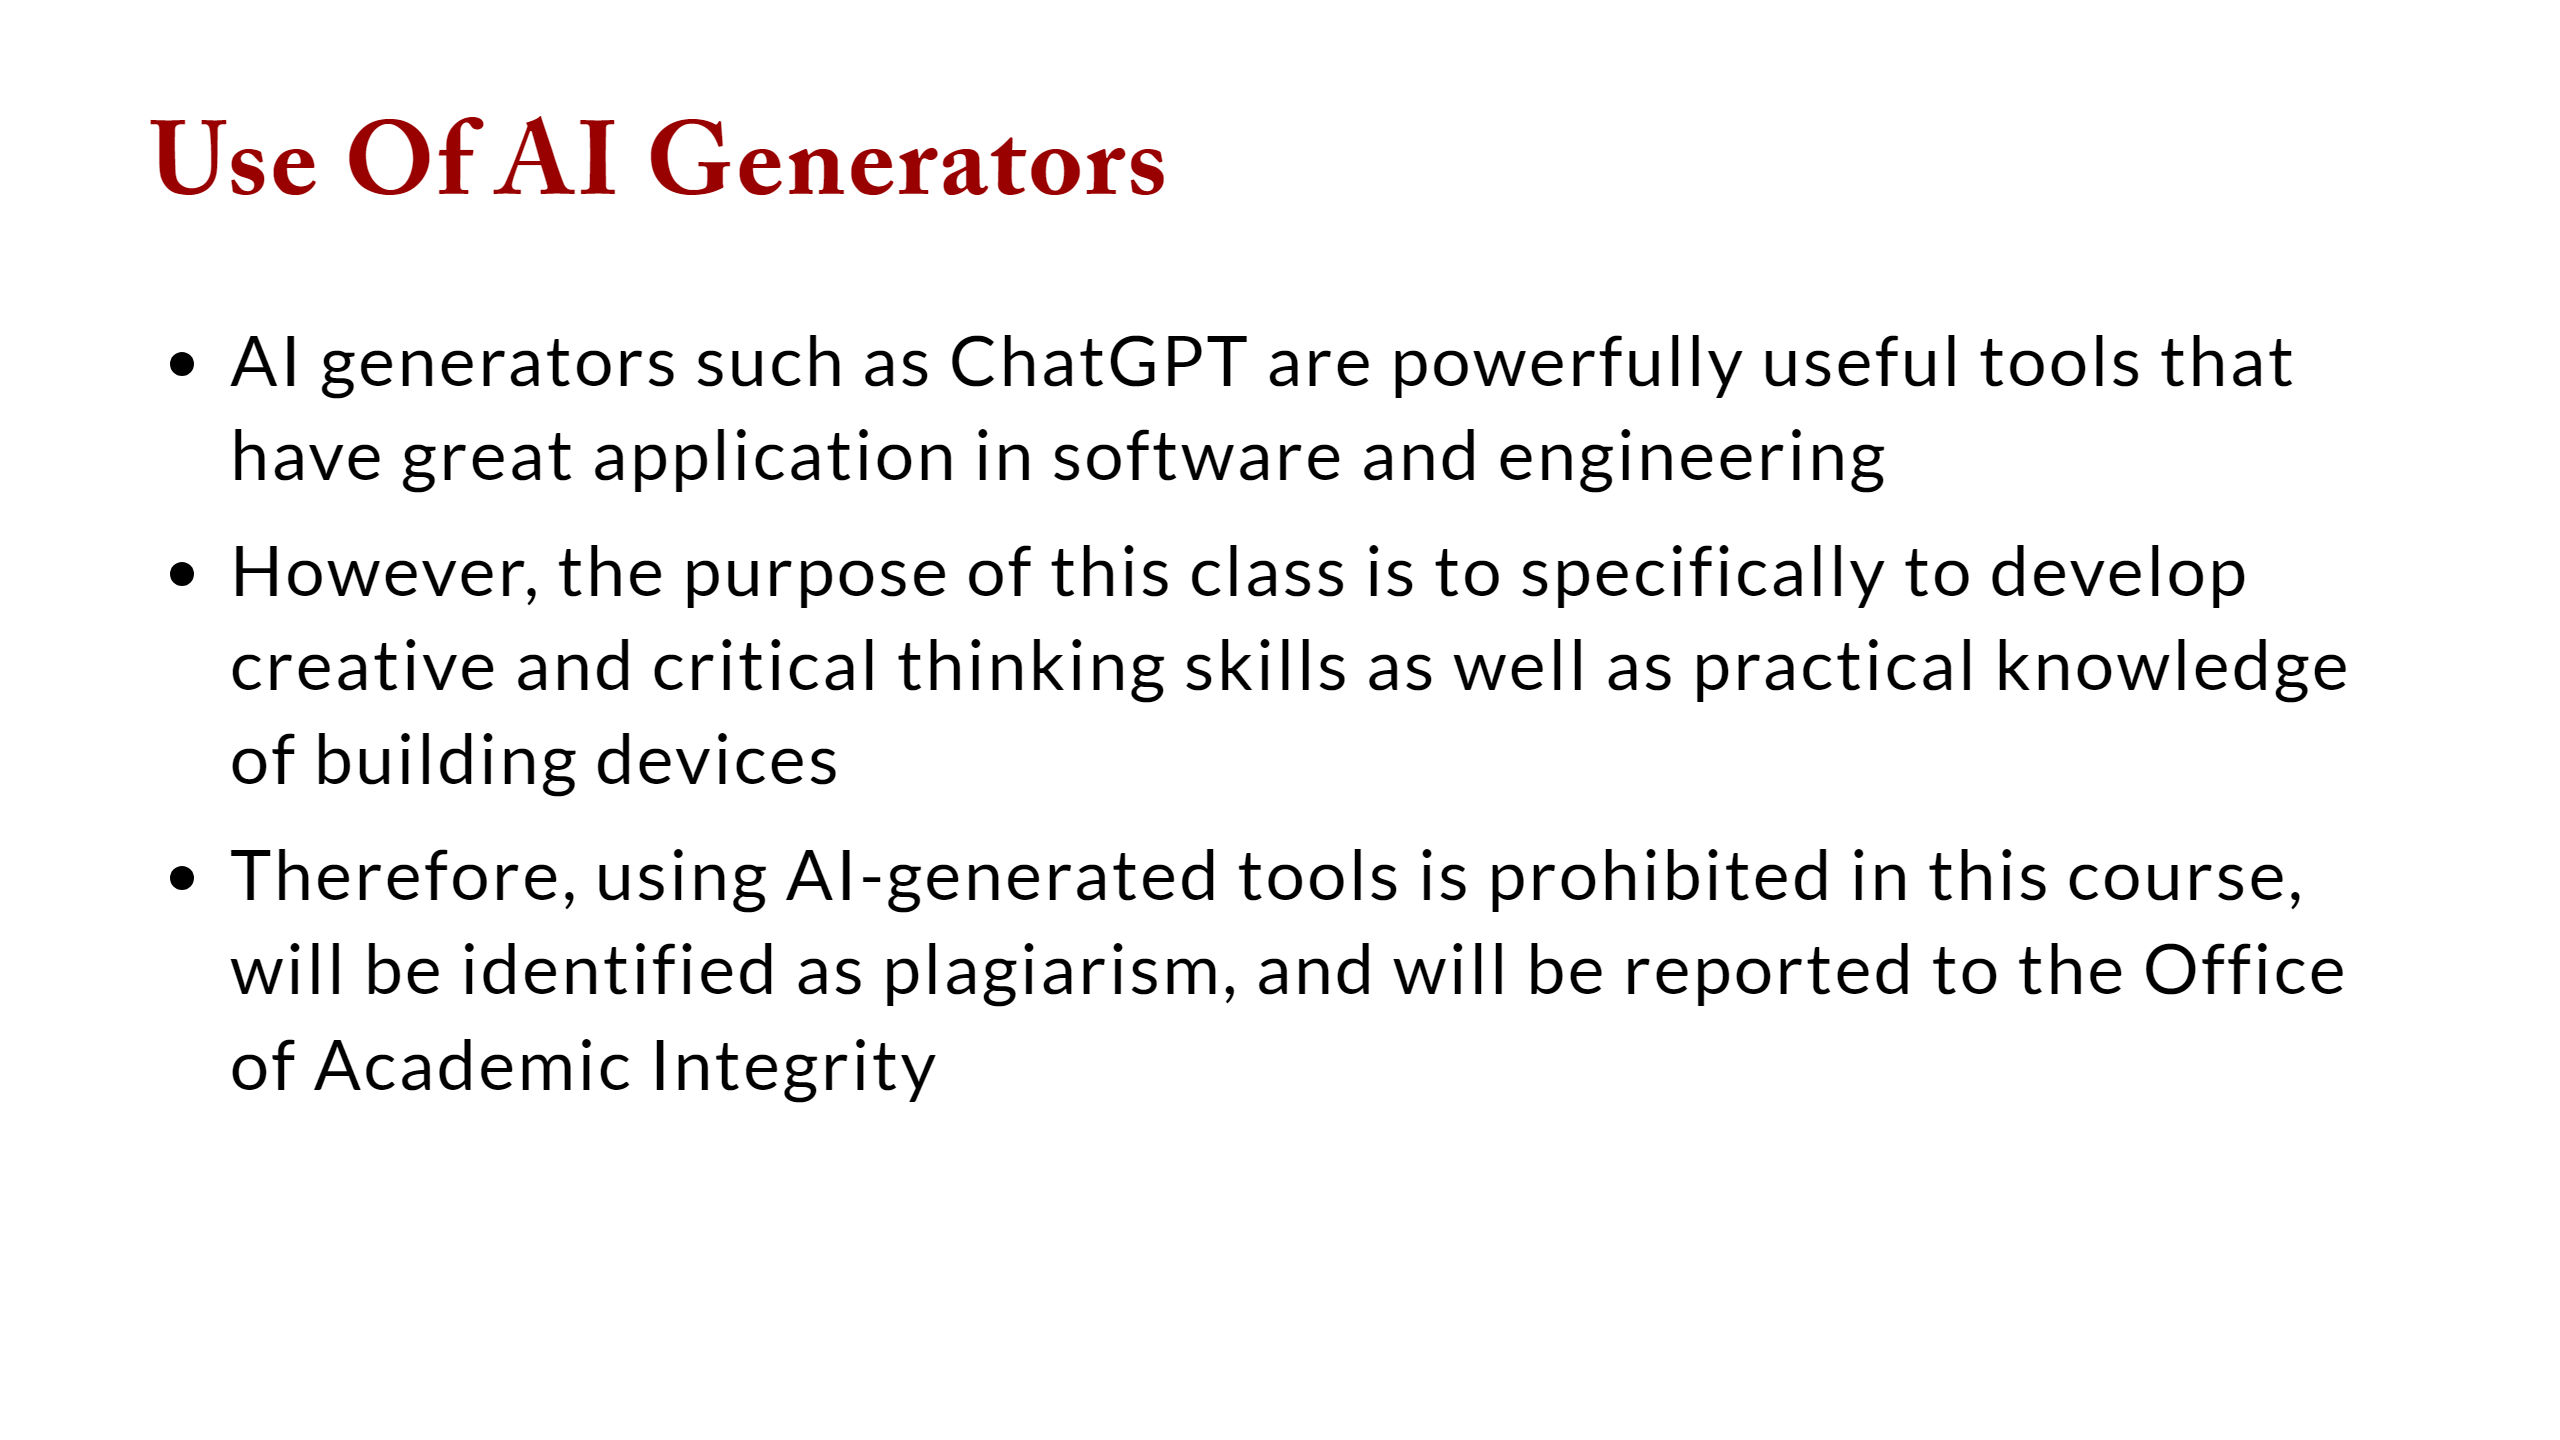 Use Of AI Generators
• AI generators such as ChatGPT are powerfully useful tools that
have great application in software and engineering
• However, the purpose of this class is to specifically to develop
creative and critical thinking skills as well as practical knowledge
of building devices
• Therefore, using AI-generated tools is prohibited in this course,
will be identified as plagiarism, and will be reported to the Office
of Academic Integrity